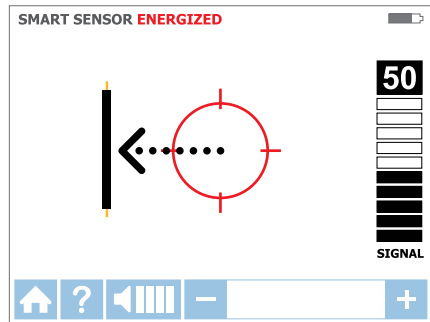 SMART SENSOR ENERGIZED
50
SIGNAL
?
−
+